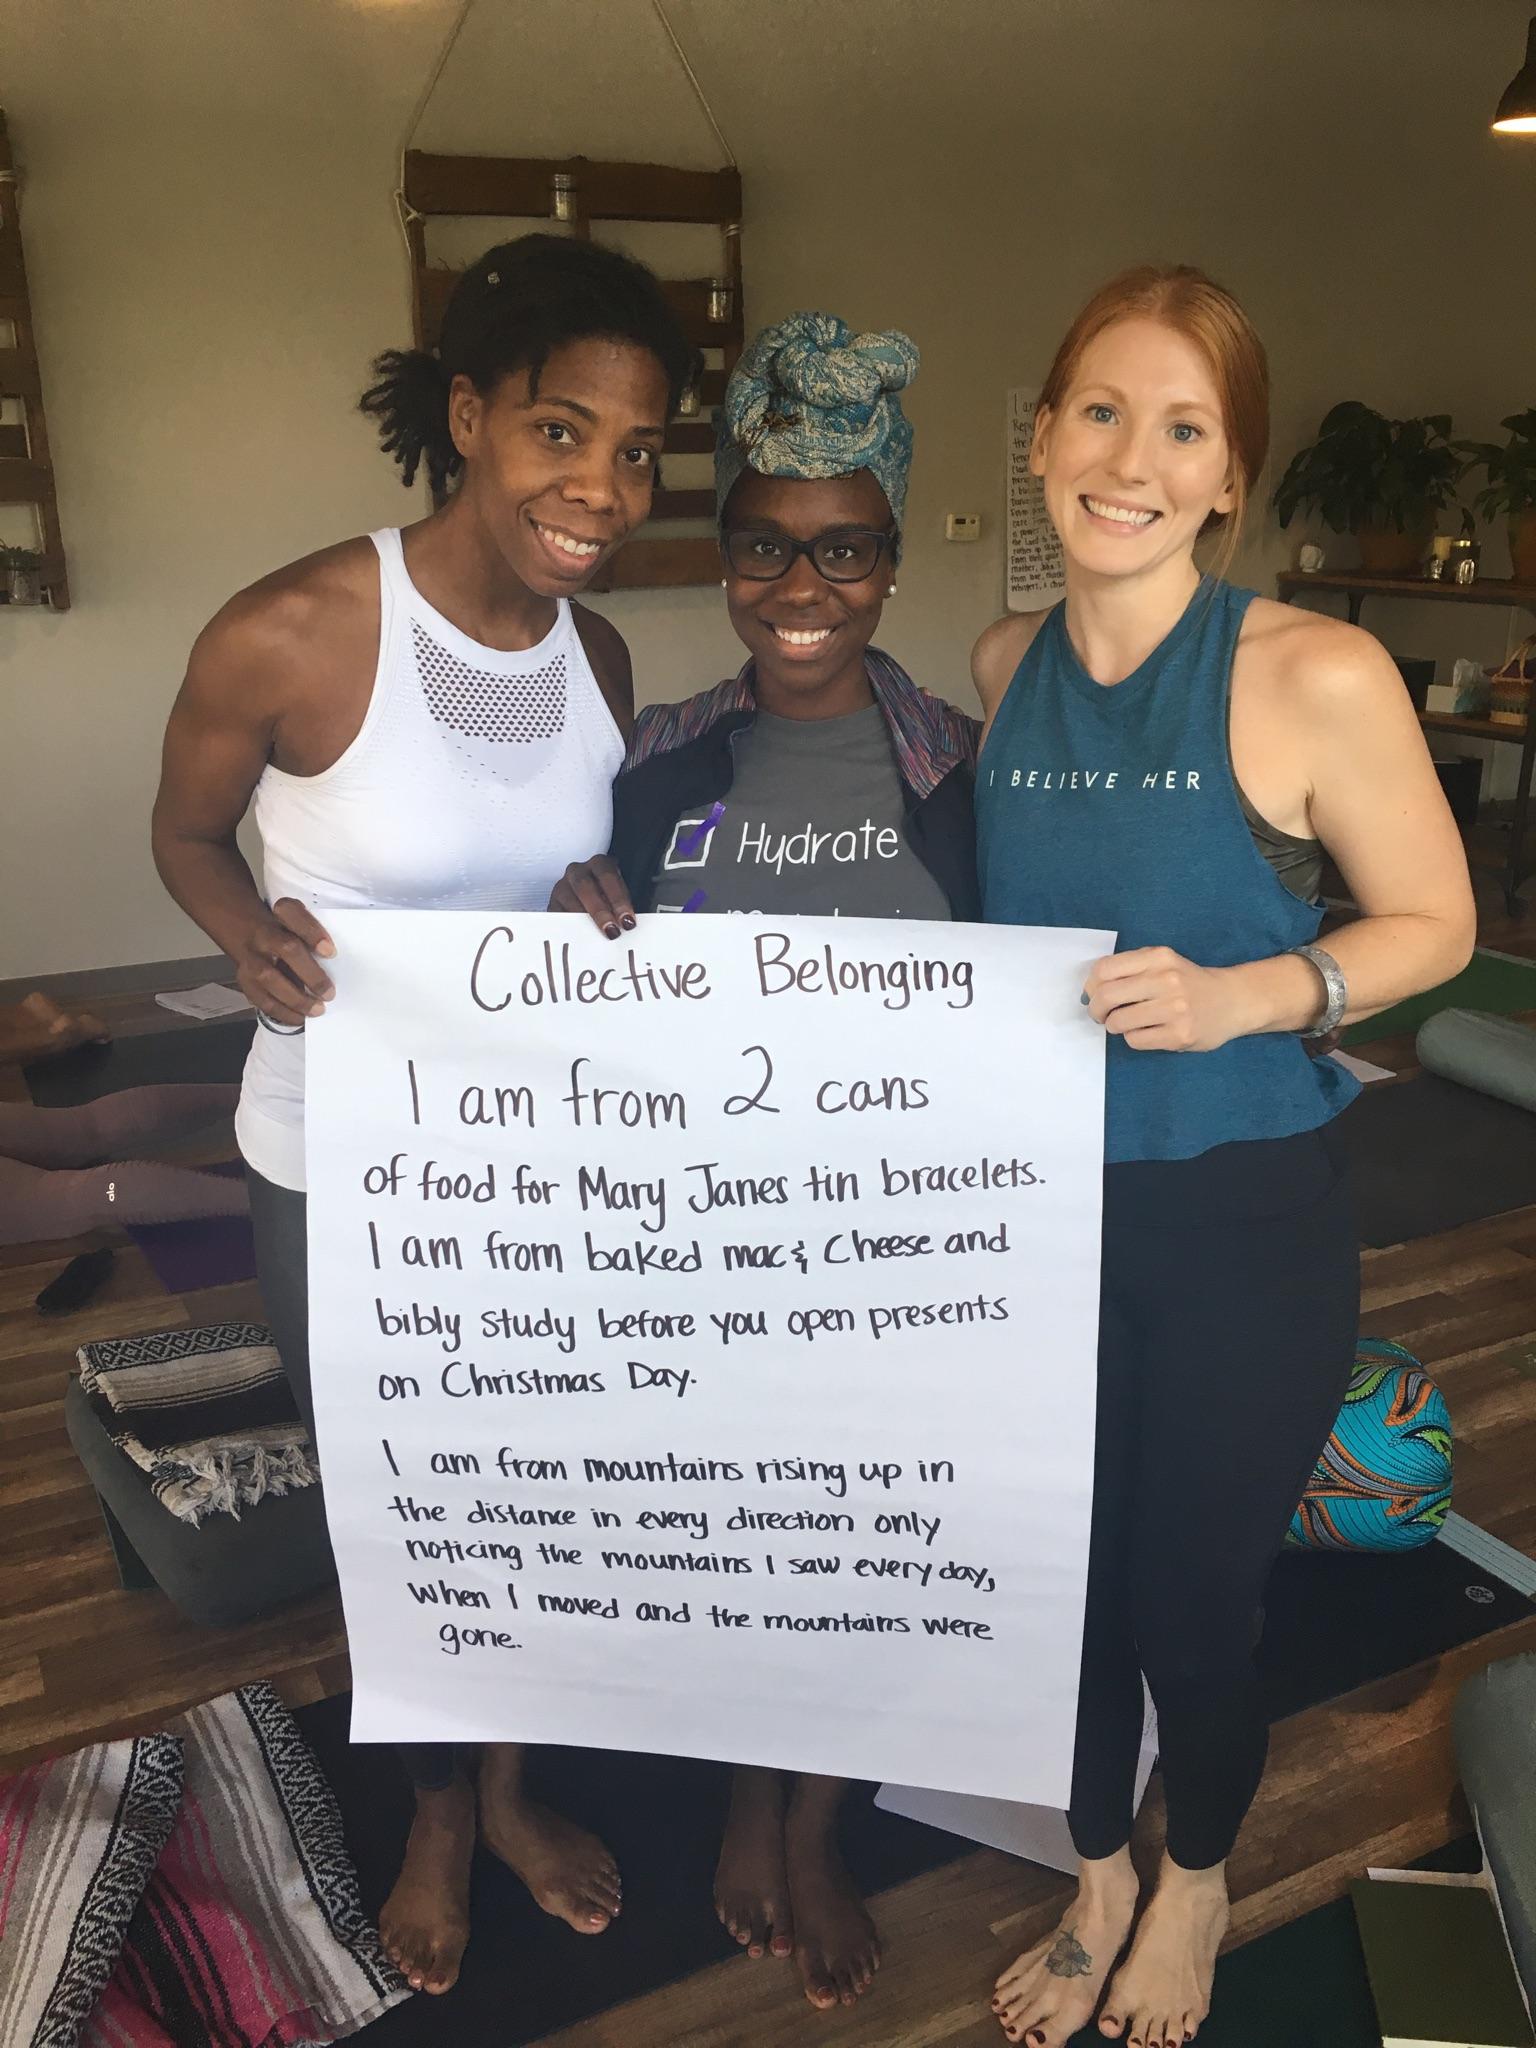 I BELIEVE HER
Hydrate
Collective Belonging
I am from 2 cans
of food for Mary Janes tin bracelets.
I am from baked mac & Cheese and
bibly study before you open presents
on Christmas Day.
I am from mountains rising up in
the distance in every direction only
noticing the mountains I saw every day,
when I moved and the mountains were
gone.
alo